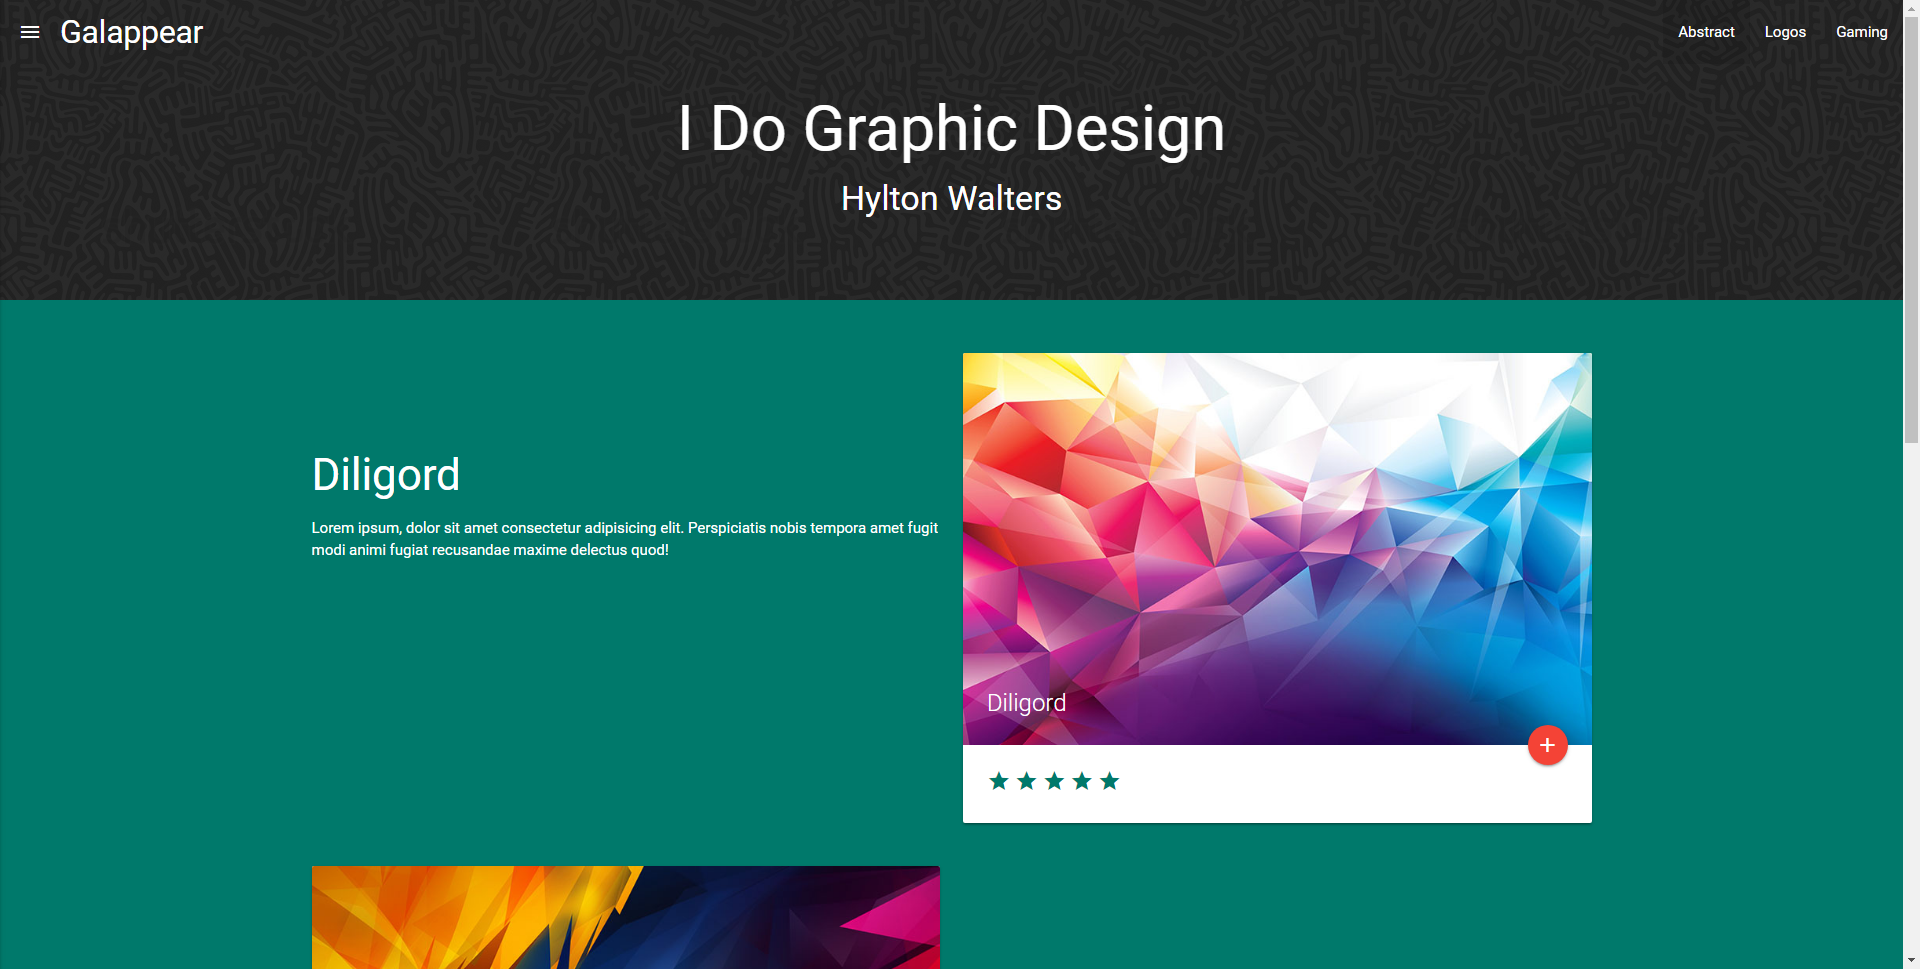 Galappear
Abstract Logos Gaming
I Do Graphic Design
Hylton Walters
Diligord
Lorem ipsum, dolor sit amet consectetur adipisicing elit. Perspiciatis nobis tempora amet fugit
modi animi fugiat recusandae maxime delectus quod!
Diligord